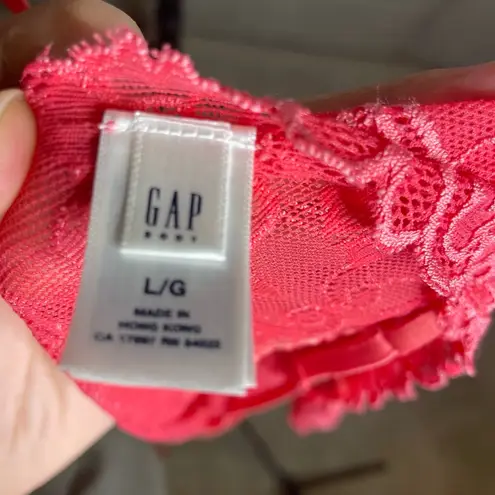 GAP
BODY
L/G
MADE IN
HONG KONG
CA 17897 RN 54023